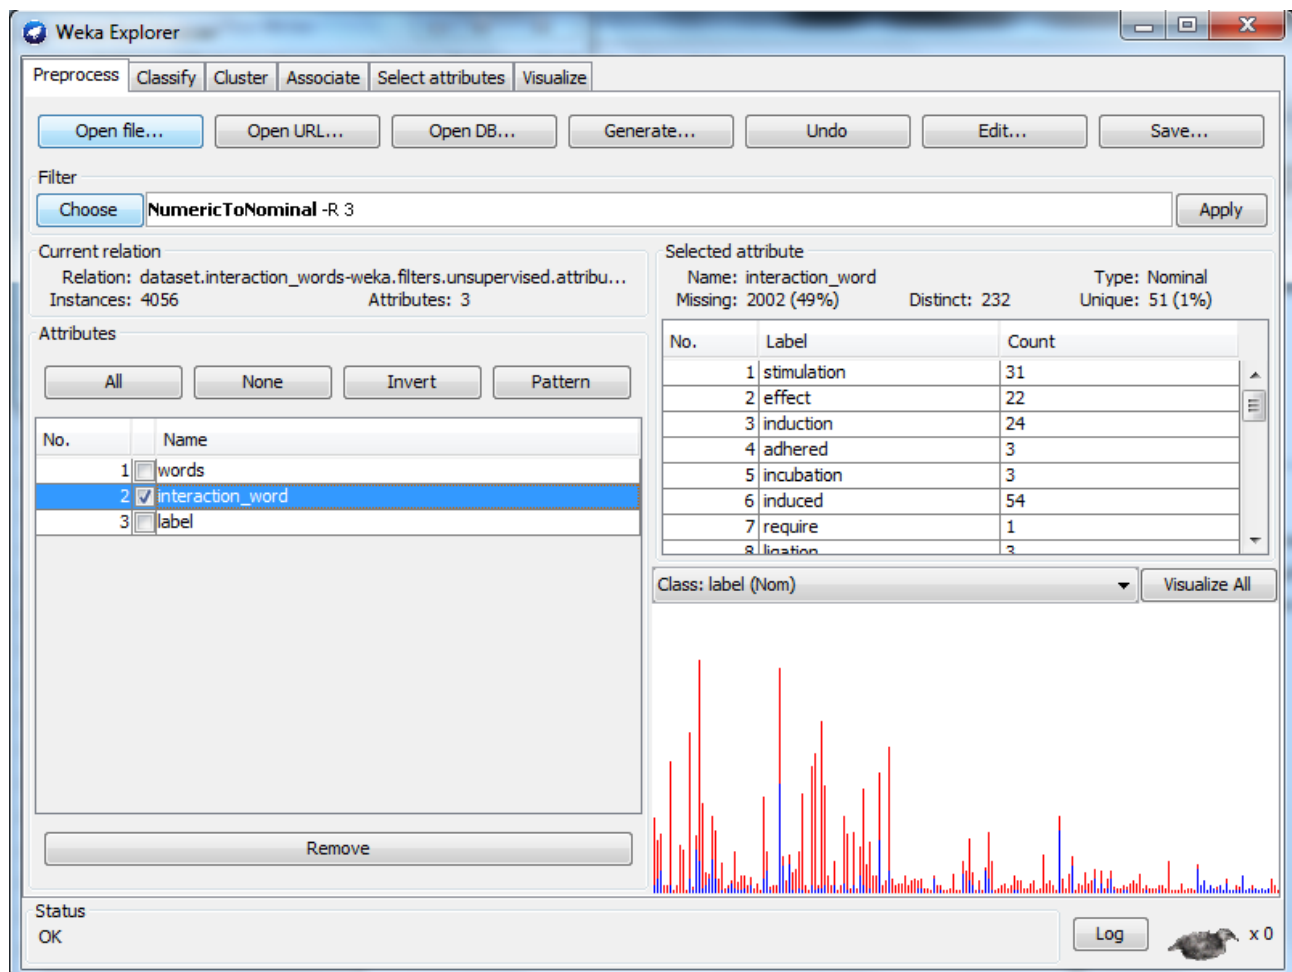 Weka Explorer
Preprocess Classify Cluster Associate Select attributes Visualize
Open file... Open URL... Open DB... Generate... Undo Edit... Save...
Filter
Choose NumericToNominal -R 3 Apply
Current relation
Relation: dataset.interaction_words-weka.filters.unsupervised.attribu...
Instances: 4056 Attributes: 3
Selected attribute
Name: interaction_word Type: Nominal
Missing: 2002 (49%) Distinct: 232 Unique: 51 (1%)
Attributes
All None Invert Pattern
No. Name
1 words
2 interaction_word
3 label
Remove
No. Label Count
1 stimulation 31
2 effect 22
3 induction 24
4 adhered 3
5 incubation 3
6 induced 54
7 require 1
8 ligation 3
Class: label (Nom) Visualize All
Status
OK
Log x 0